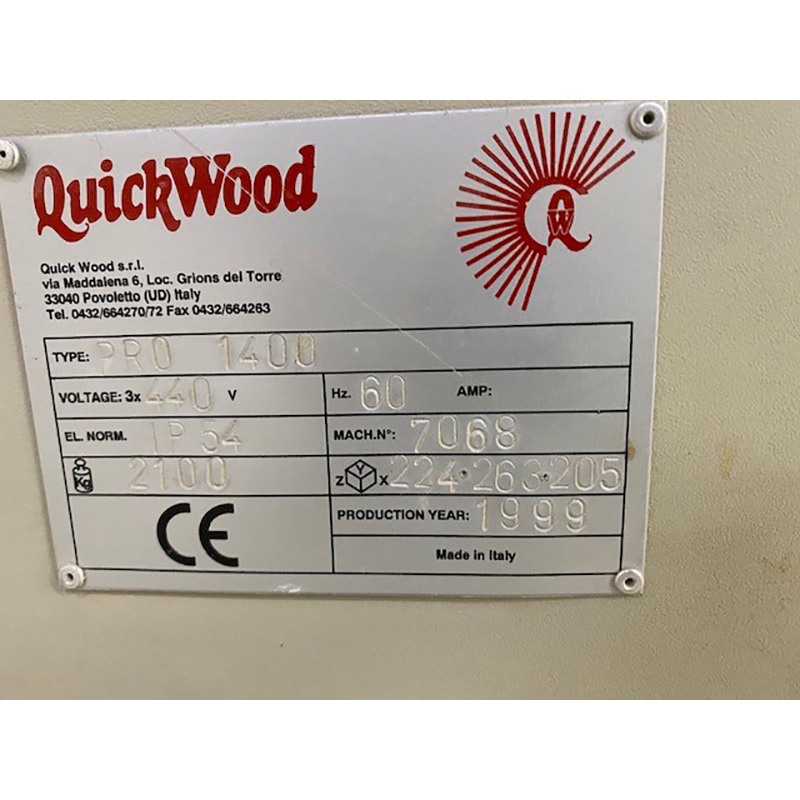 QuickWood
QW
Quick Wood s.r.l.
via Maddalena 6, Loc. Grions del Torre
33040 Povoletto (UD) Italy
Tel. 0432/664270/72 Fax 0432/664263
TYPE: PRO 1400
VOLTAGE: 3x 440 V Hz. 60 AMP:
EL. NORM. IP 54 MACH.N°: 7068
Kg 2100 Z Y X 224·263·205
CE PRODUCTION YEAR: 1999
Made in Italy